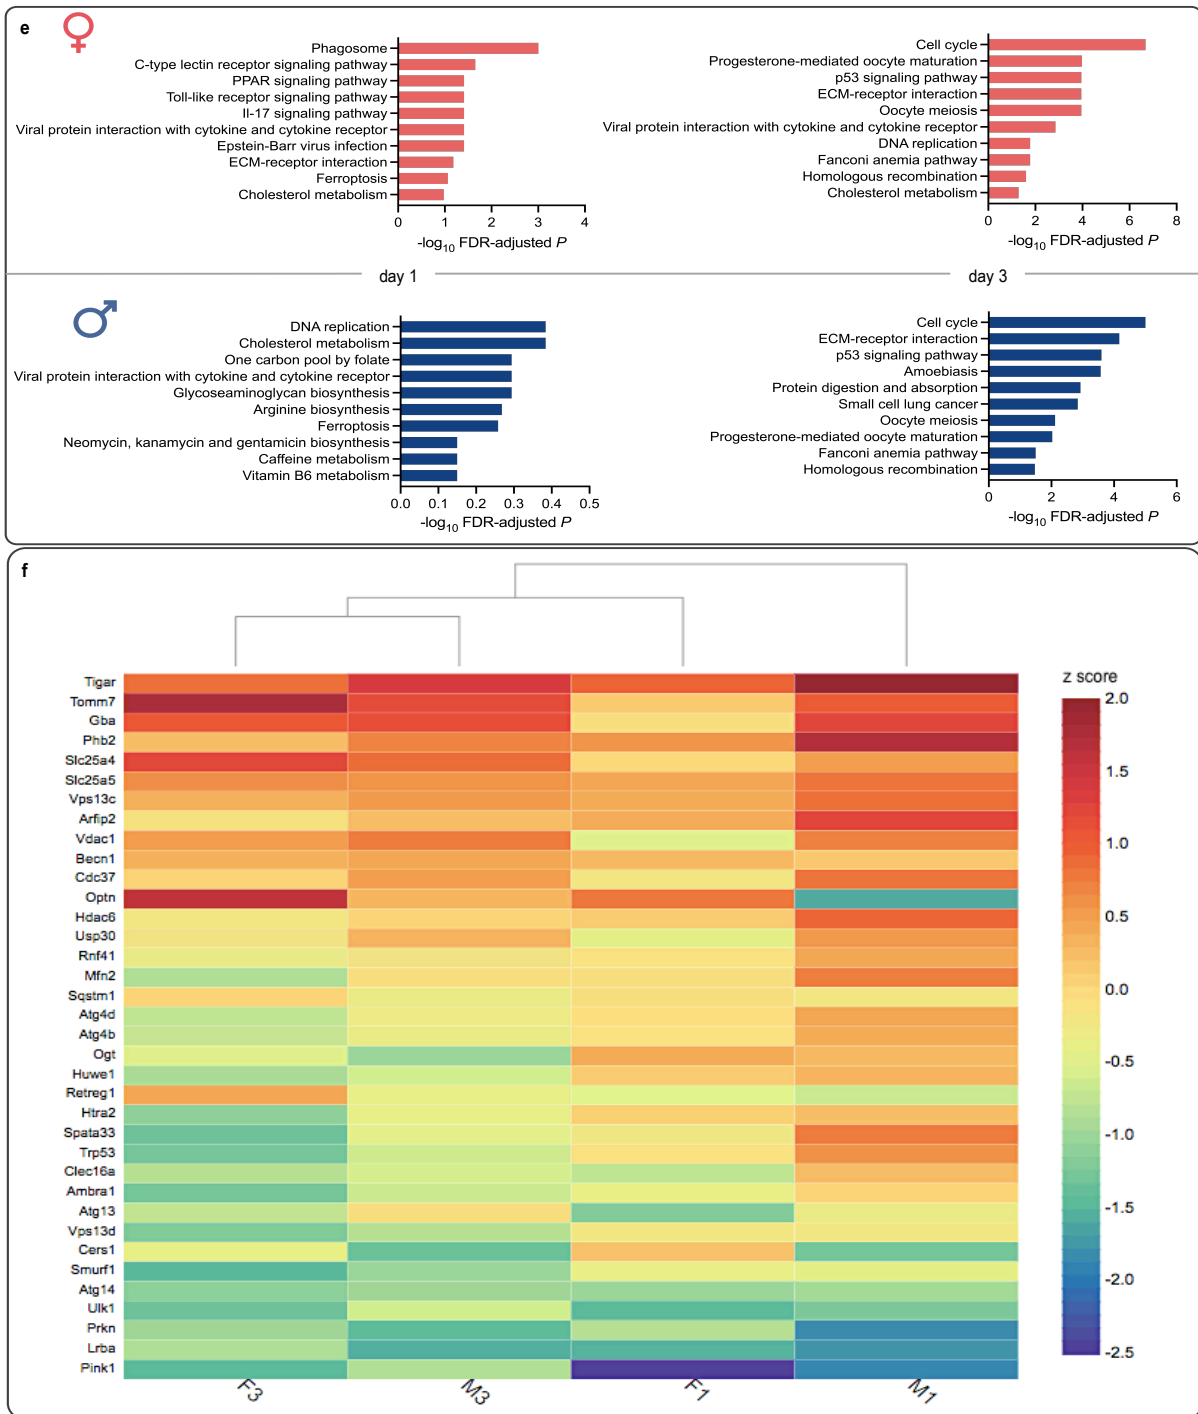 e
Phagosome
C-type lectin receptor signaling pathway
PPAR signaling pathway
Toll-like receptor signaling pathway
Il-17 signaling pathway
Viral protein interaction with cytokine and cytokine receptor
Epstein-Barr virus infection
ECM-receptor interaction
Ferroptosis
Cholesterol metabolism
0 1 2 3 4
-log10 FDR-adjusted P
Cell cycle
Progesterone-mediated oocyte maturation
p53 signaling pathway
ECM-receptor interaction
Oocyte meiosis
Viral protein interaction with cytokine and cytokine receptor
DNA replication
Fanconi anemia pathway
Homologous recombination
Cholesterol metabolism
0 2 4 6 8
-log10 FDR-adjusted P
day 1
day 3
DNA replication
Cholesterol metabolism
One carbon pool by folate
Viral protein interaction with cytokine and cytokine receptor
Glycoseaminoglycan biosynthesis
Arginine biosynthesis
Ferroptosis
Neomycin, kanamycin and gentamicin biosynthesis
Caffeine metabolism
Vitamin B6 metabolism
0.0 0.1 0.2 0.3 0.4 0.5
-log10 FDR-adjusted P
Cell cycle
ECM-receptor interaction
p53 signaling pathway
Amoebiasis
Protein digestion and absorption
Small cell lung cancer
Oocyte meiosis
Progesterone-mediated oocyte maturation
Fanconi anemia pathway
Homologous recombination
0 2 4 6
-log10 FDR-adjusted P
f
Tigar
Tomm7
Gba
Phb2
Slc25a4
Slc25a5
Vps13c
Arfip2
Vdac1
Becn1
Cdc37
Optn
Hdac6
Usp30
Rnf41
Mfn2
Sqstm1
Atg4d
Atg4b
Ogt
Huwe1
Retreg1
Htra2
Spata33
Trp53
Clec16a
Ambra1
Atg13
Vps13d
Cers1
Smurf1
Atg14
Ulk1
Prkn
Lrba
Pink1
F3 M3 F1 M1
z score
2.0
1.5
1.0
0.5
0.0
-0.5
-1.0
-1.5
-2.0
-2.5